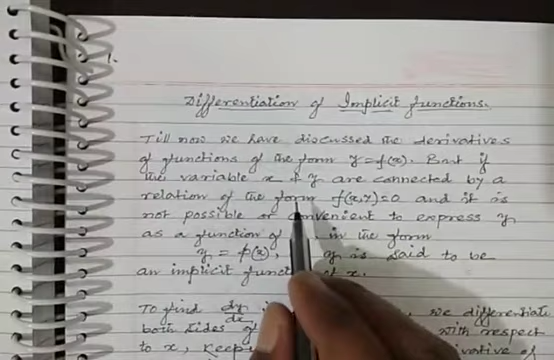 1.
Differentiation of Implicit functions.
Till now we have discussed the derivatives
of functions of the form y=f(x). But if
the variable x & y are connected by a
relation of the form f(x,y)=0 and it is
not possible or convenient to express y
as a function of in the form
y = φ(x), y is said to be
an implicit function of x.
To find dy/dx we differentiate
both sides with respect
to x, of